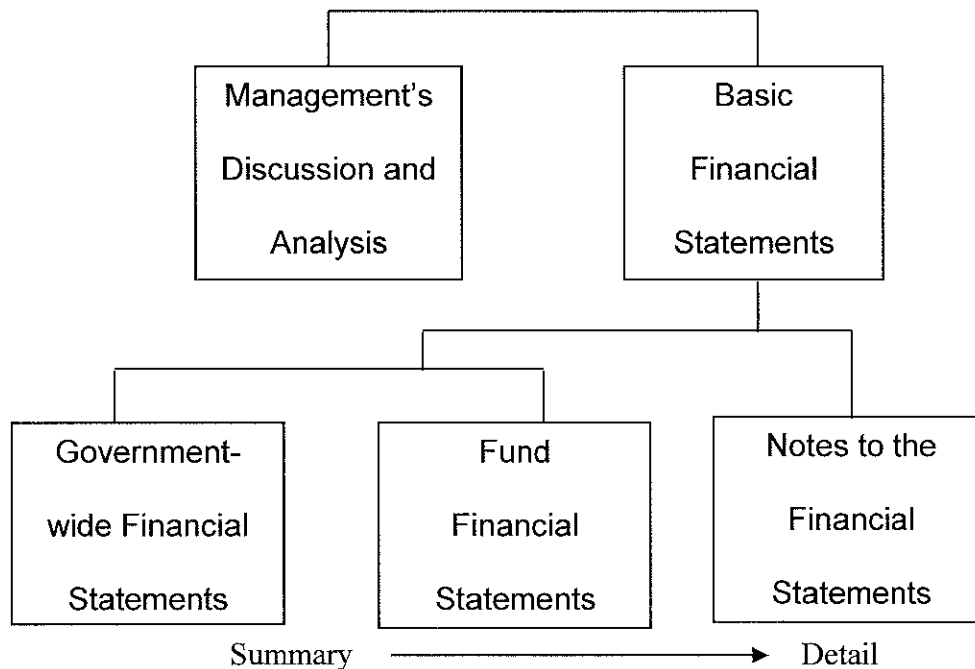 Management's
Discussion and
Analysis
Basic
Financial
Statements
Government-
wide Financial
Statements
Fund
Financial
Statements
Notes to the
Financial
Statements
Summary
Detail